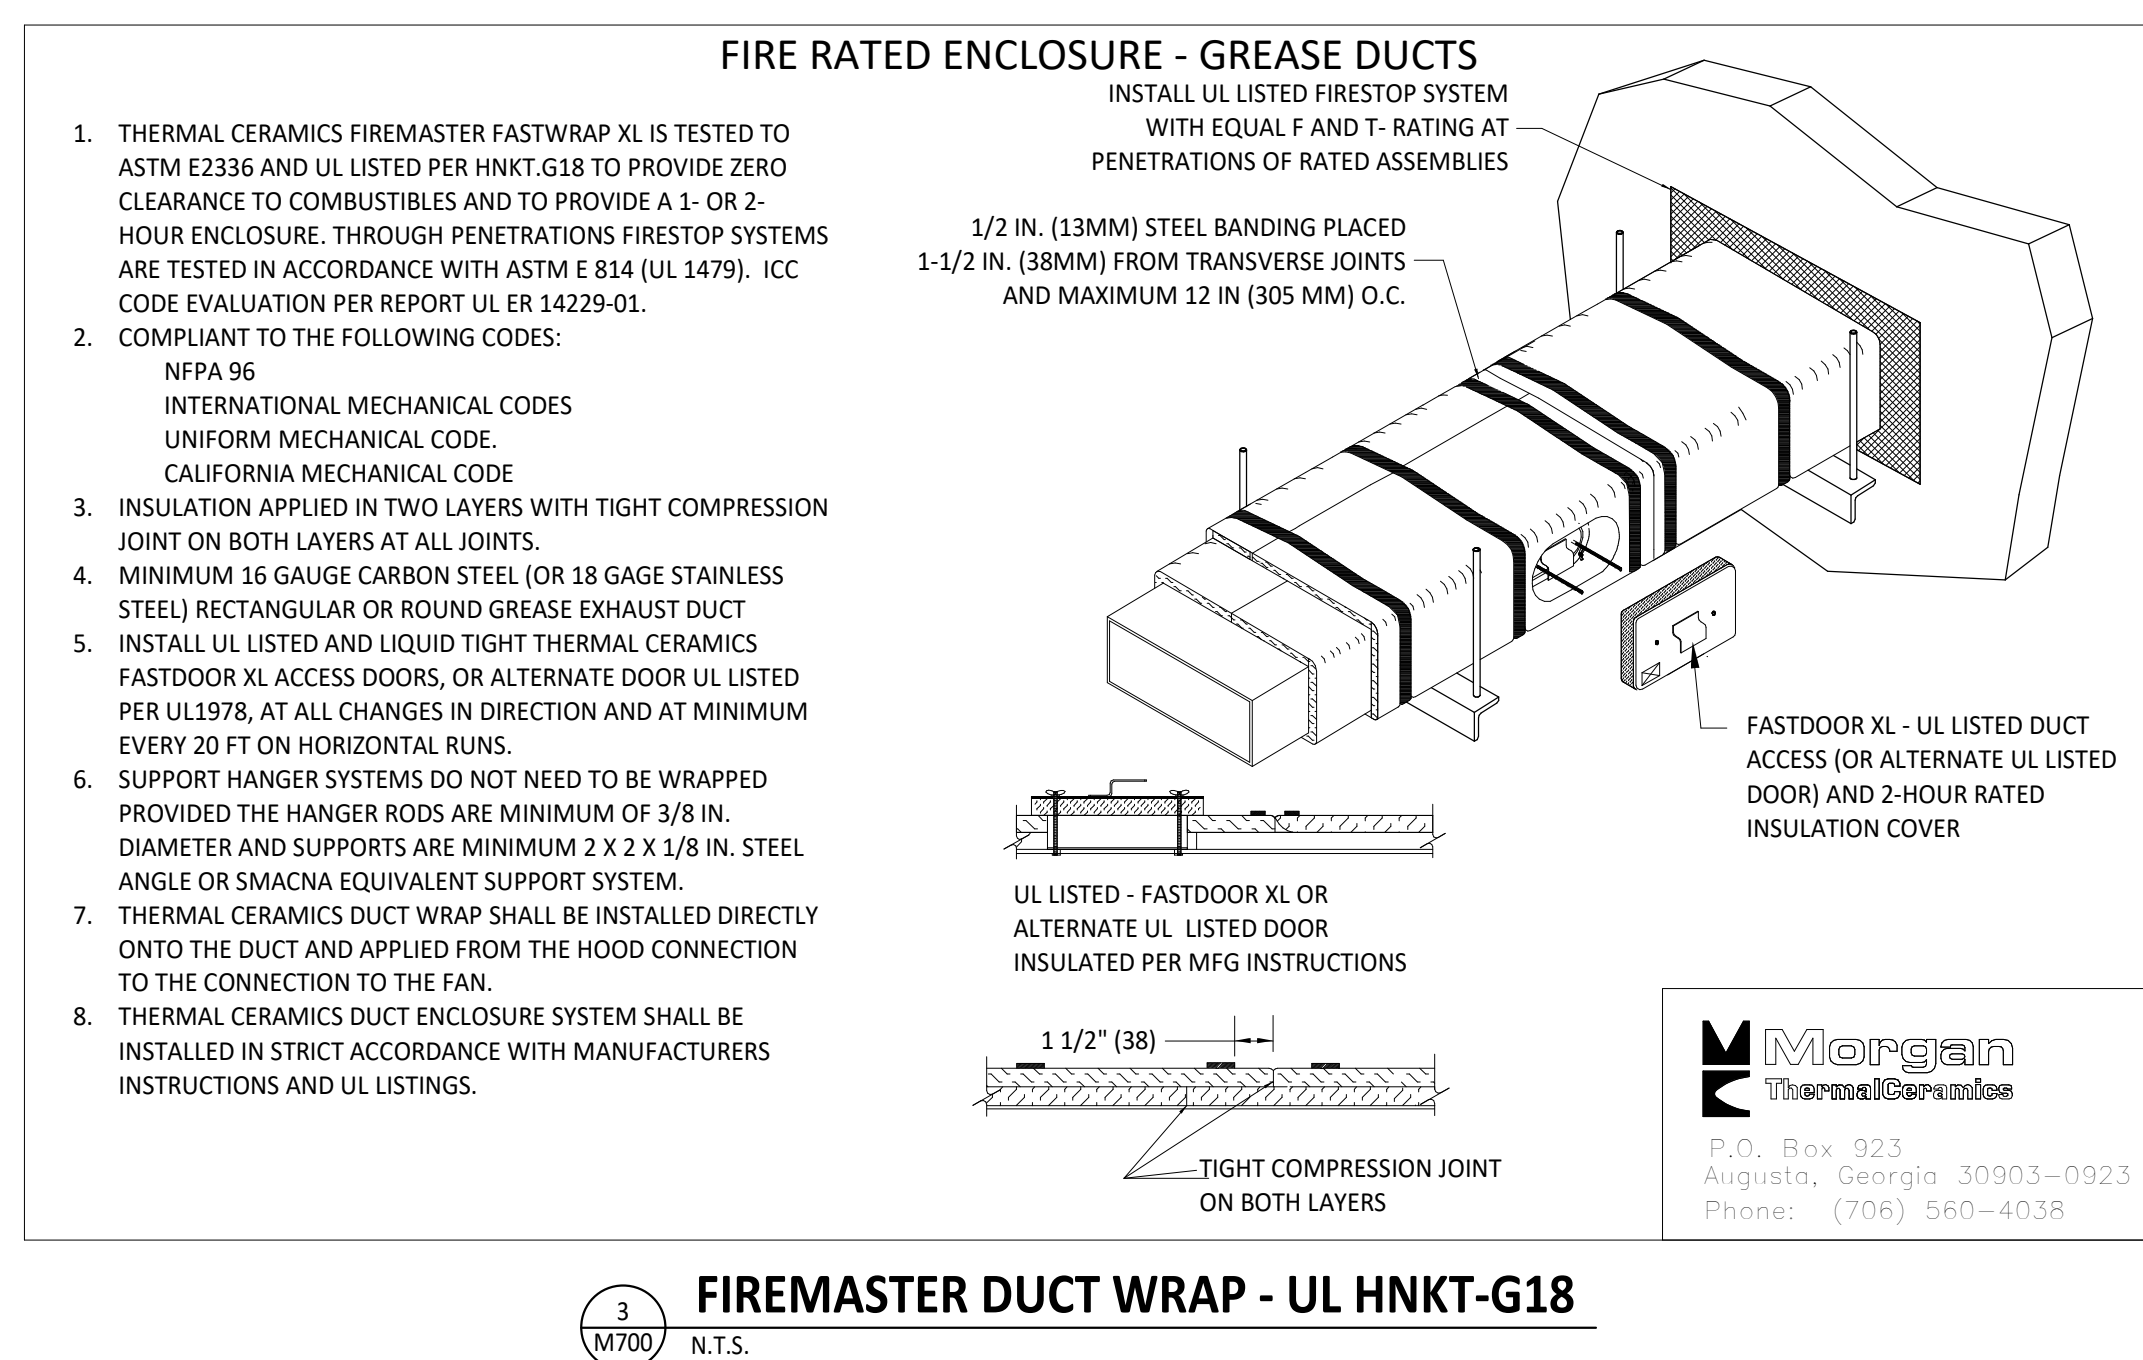 FIRE RATED ENCLOSURE - GREASE DUCTS
1. THERMAL CERAMICS FIREMASTER FASTWRAP XL IS TESTED TO
ASTM E2336 AND UL LISTED PER HNKT.G18 TO PROVIDE ZERO
CLEARANCE TO COMBUSTIBLES AND TO PROVIDE A 1- OR 2-
HOUR ENCLOSURE. THROUGH PENETRATIONS FIRESTOP SYSTEMS
ARE TESTED IN ACCORDANCE WITH ASTM E 814 (UL 1479). ICC
CODE EVALUATION PER REPORT UL ER 14229-01.
2. COMPLIANT TO THE FOLLOWING CODES:
NFPA 96
INTERNATIONAL MECHANICAL CODES
UNIFORM MECHANICAL CODE.
CALIFORNIA MECHANICAL CODE
3. INSULATION APPLIED IN TWO LAYERS WITH TIGHT COMPRESSION
JOINT ON BOTH LAYERS AT ALL JOINTS.
4. MINIMUM 16 GAUGE CARBON STEEL (OR 18 GAGE STAINLESS
STEEL) RECTANGULAR OR ROUND GREASE EXHAUST DUCT
5. INSTALL UL LISTED AND LIQUID TIGHT THERMAL CERAMICS
FASTDOOR XL ACCESS DOORS, OR ALTERNATE DOOR UL LISTED
PER UL1978, AT ALL CHANGES IN DIRECTION AND AT MINIMUM
EVERY 20 FT ON HORIZONTAL RUNS.
6. SUPPORT HANGER SYSTEMS DO NOT NEED TO BE WRAPPED
PROVIDED THE HANGER RODS ARE MINIMUM OF 3/8 IN.
DIAMETER AND SUPPORTS ARE MINIMUM 2 X 2 X 1/8 IN. STEEL
ANGLE OR SMACNA EQUIVALENT SUPPORT SYSTEM.
7. THERMAL CERAMICS DUCT WRAP SHALL BE INSTALLED DIRECTLY
ONTO THE DUCT AND APPLIED FROM THE HOOD CONNECTION
TO THE CONNECTION TO THE FAN.
8. THERMAL CERAMICS DUCT ENCLOSURE SYSTEM SHALL BE
INSTALLED IN STRICT ACCORDANCE WITH MANUFACTURERS
INSTRUCTIONS AND UL LISTINGS.
INSTALL UL LISTED FIRESTOP SYSTEM
WITH EQUAL F AND T- RATING AT
PENETRATIONS OF RATED ASSEMBLIES
1/2 IN. (13MM) STEEL BANDING PLACED
1-1/2 IN. (38MM) FROM TRANSVERSE JOINTS
AND MAXIMUM 12 IN (305 MM) O.C.
FASTDOOR XL - UL LISTED DUCT
ACCESS (OR ALTERNATE UL LISTED
DOOR) AND 2-HOUR RATED
INSULATION COVER
UL LISTED - FASTDOOR XL OR
ALTERNATE UL LISTED DOOR
INSULATED PER MFG INSTRUCTIONS
1 1/2" (38)
TIGHT COMPRESSION JOINT
ON BOTH LAYERS
Morgan
ThermalCeramics
P.O. Box 923
Augusta, Georgia 30903-0923
Phone: (706) 560-4038
3
M700
FIREMASTER DUCT WRAP - UL HNKT-G18
N.T.S.